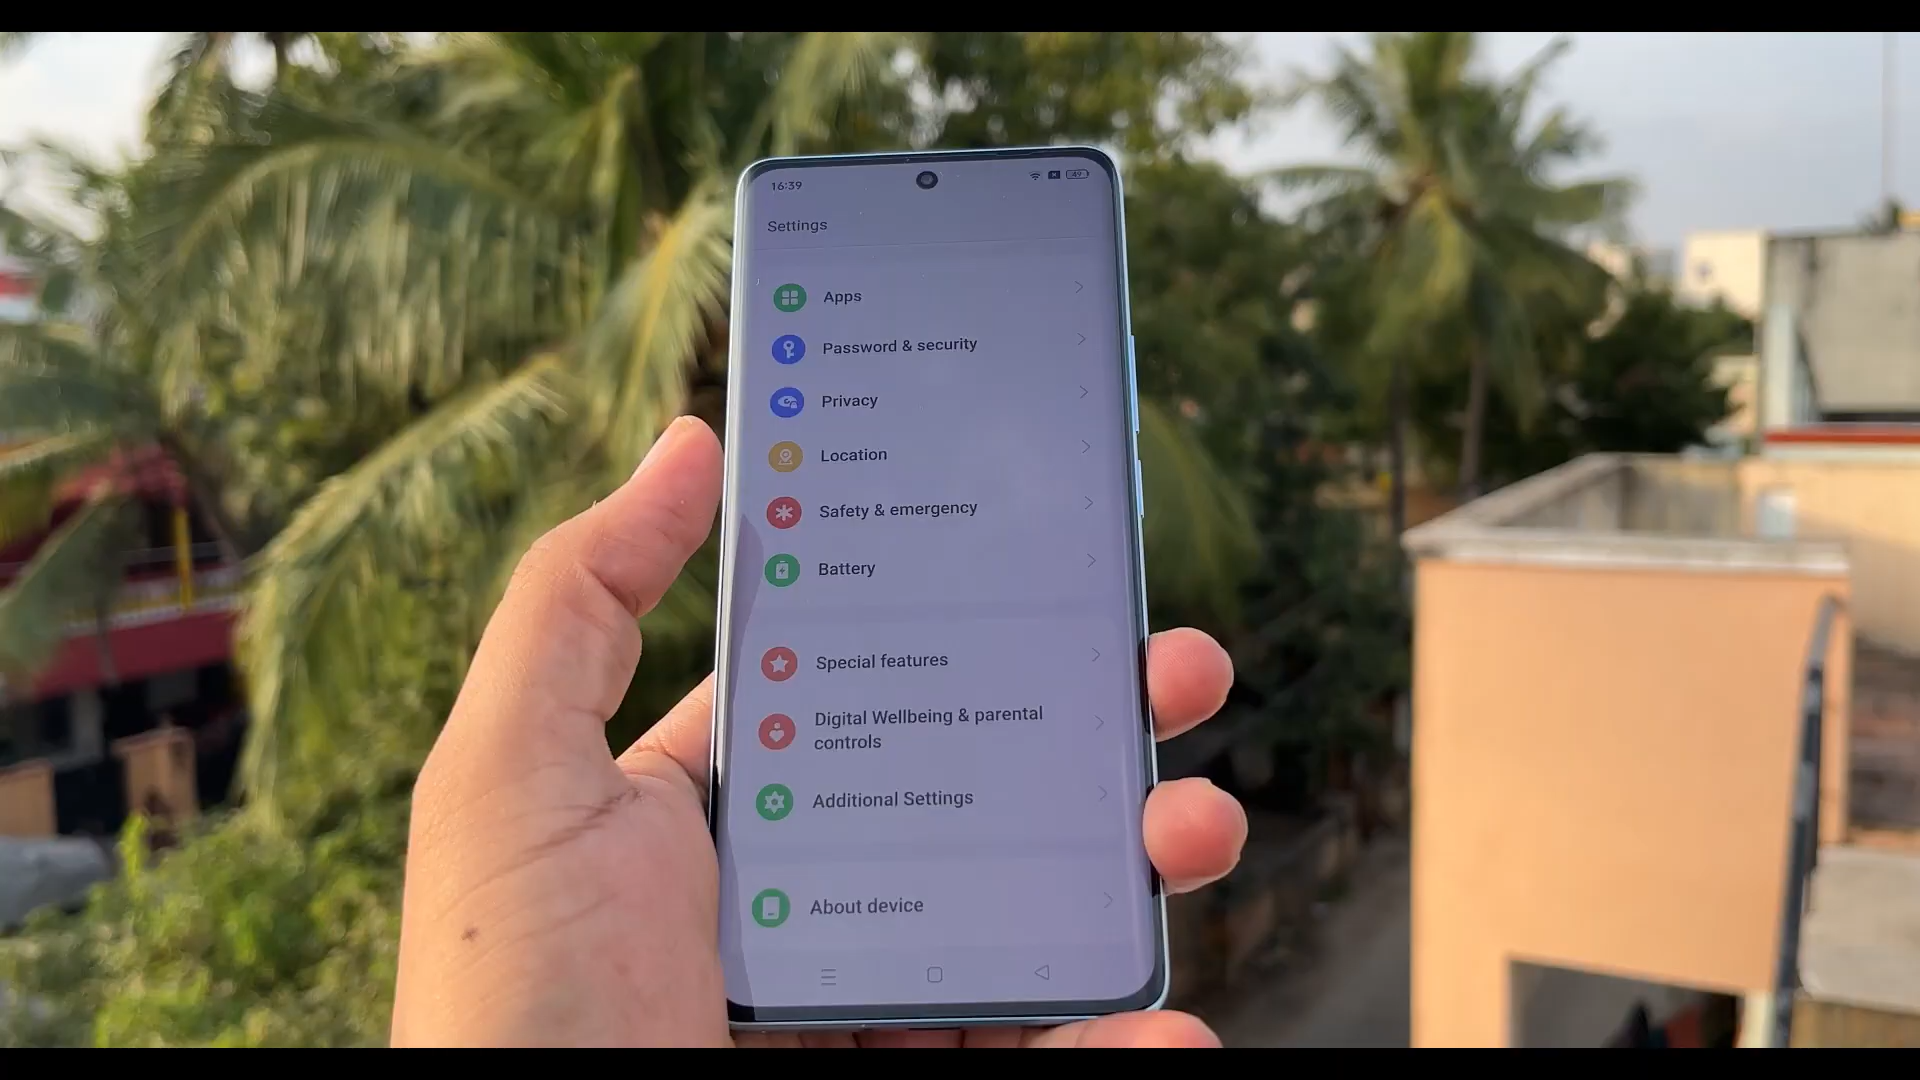 16:39
49
Settings
Apps
Password & security
Privacy
Location
Safety & emergency
Battery
Special features
Digital Wellbeing & parental
controls
Additional Settings
About device